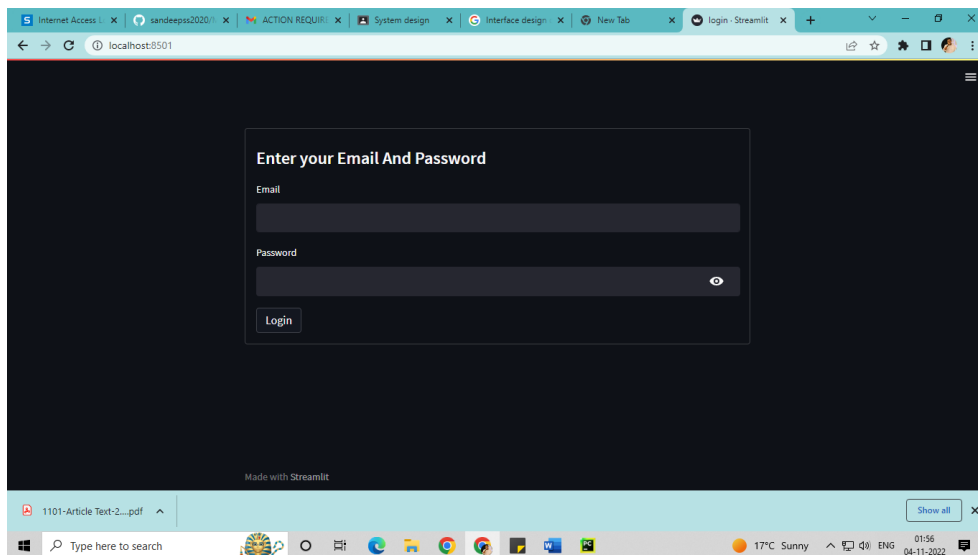 Internet Access L
sandeepss2020/
ACTION REQUIRE
System design
Interface design
New Tab
login · Streamlit
localhost:8501
Enter your Email And Password
Email
Password
Login
Made with Streamlit
1101-Article Text-2....pdf
Show all
Type here to search
17°C Sunny
ENG
01:56
04-11-2022